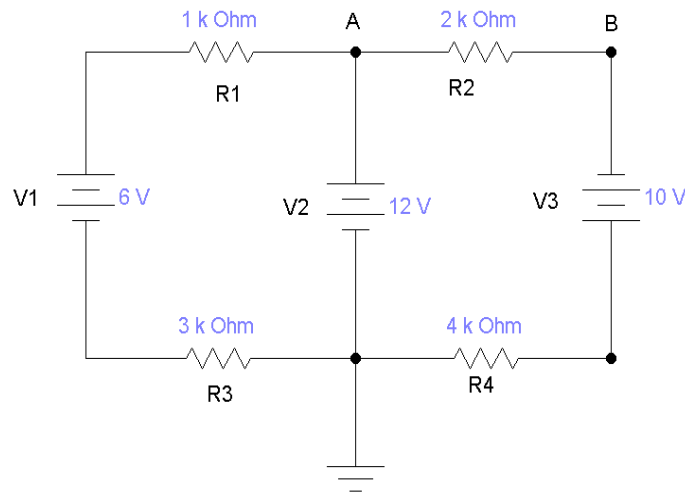 1 k Ohm A 2 k Ohm B
R1 R2
V1 6 V V2 12 V V3 10 V
3 k Ohm 4 k Ohm
R3 R4